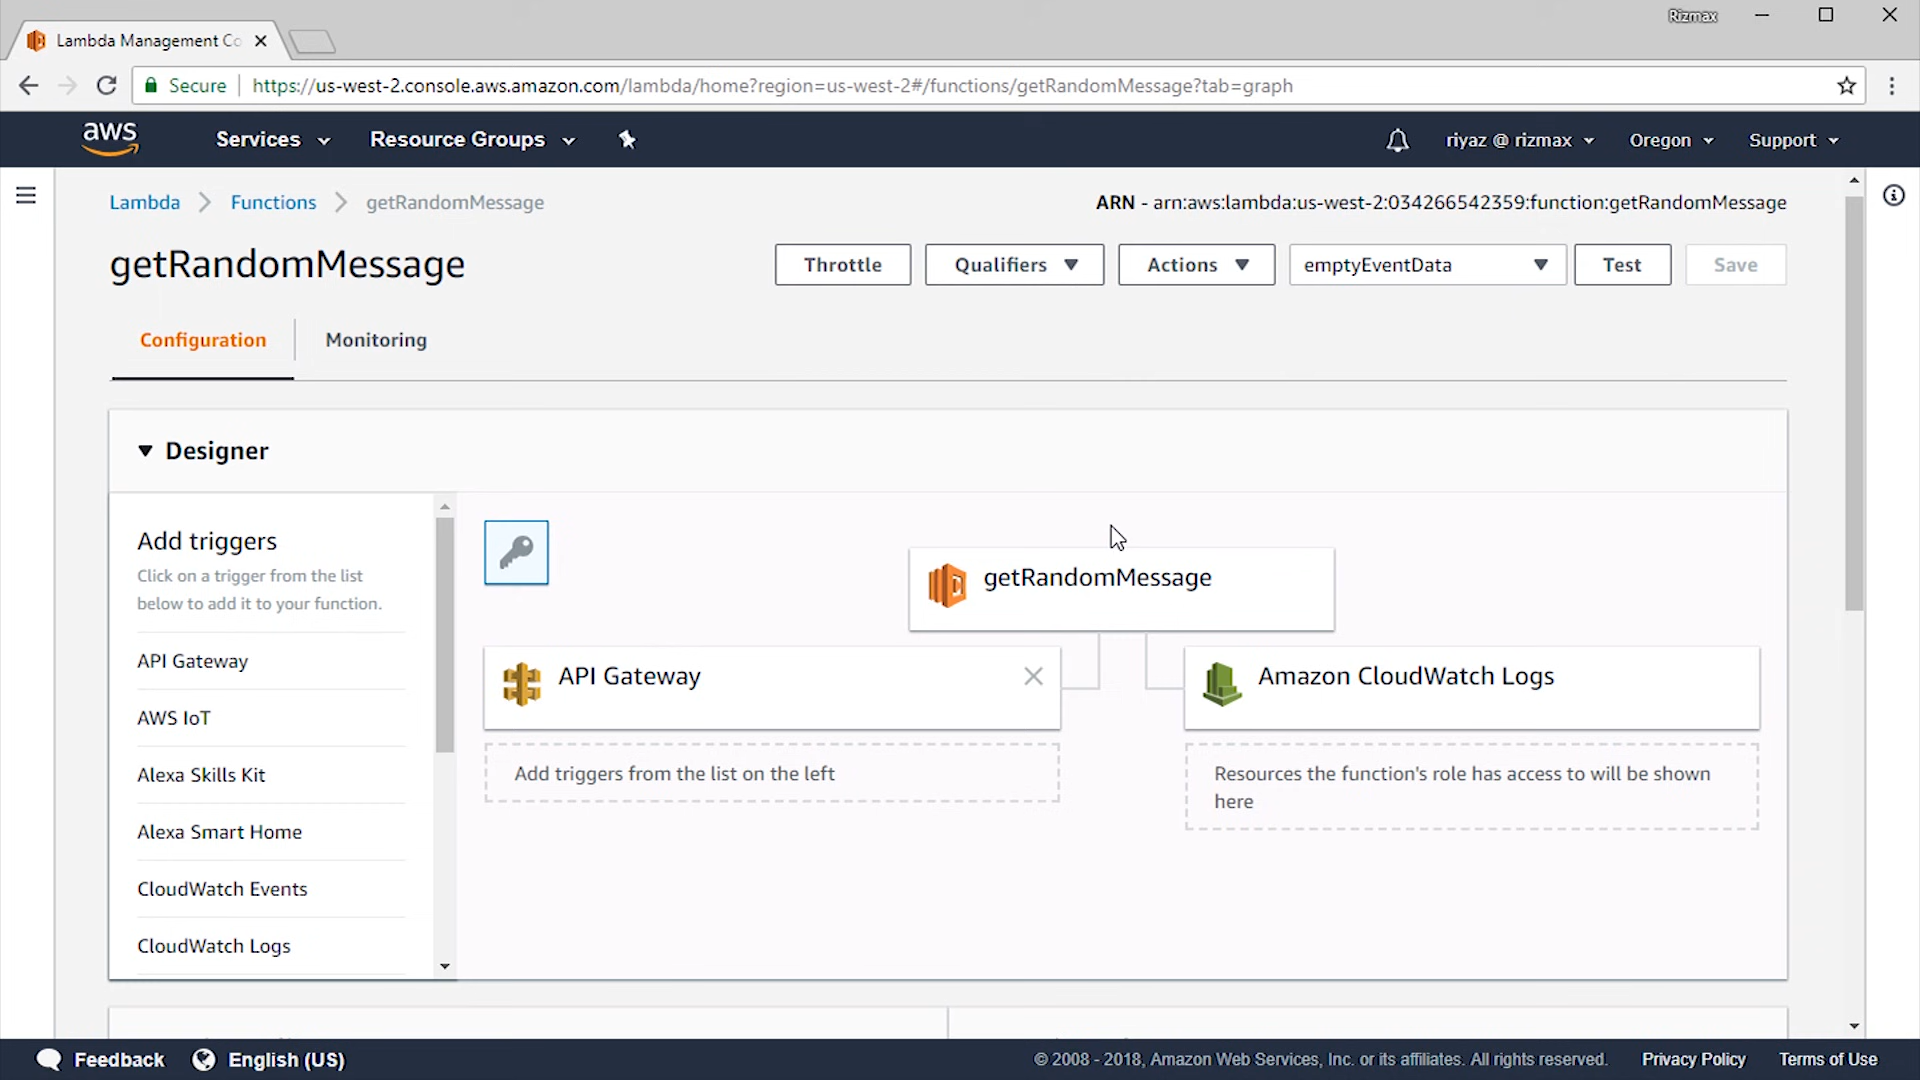 Rizmax
Lambda Management Co
Secure
https://us-west-2.console.aws.amazon.com/lambda/home?region=us-west-2#/functions/getRandomMessage?tab=graph
aws
Services
Resource Groups
riyaz @ rizmax
Oregon
Support
Lambda
Functions
getRandomMessage
ARN - arn:aws:lambda:us-west-2:034266542359:function:getRandomMessage
getRandomMessage
Throttle
Qualifiers
Actions
emptyEventData
Test
Save
Configuration
Monitoring
Designer
Add triggers
Click on a trigger from the list
below to add it to your function.
API Gateway
AWS IoT
Alexa Skills Kit
Alexa Smart Home
CloudWatch Events
CloudWatch Logs
getRandomMessage
API Gateway
Amazon CloudWatch Logs
Add triggers from the list on the left
Resources the function's role has access to will be shown
here
Feedback
English (US)
© 2008 - 2018, Amazon Web Services, Inc. or its affiliates. All rights reserved.
Privacy Policy
Terms of Use